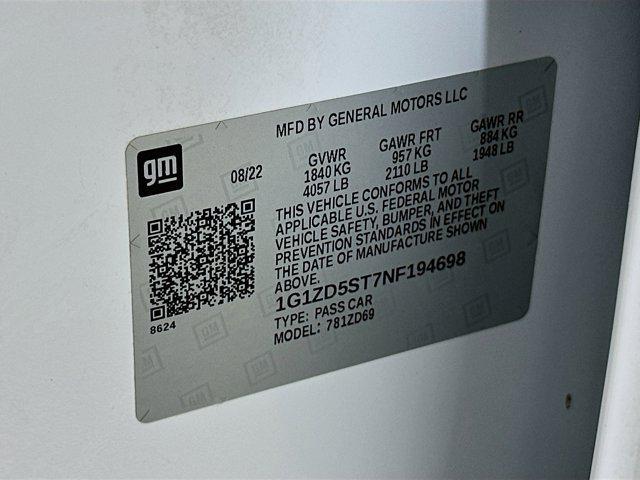 MFD BY GENERAL MOTORS LLC
gm
08/22
GVWR
1840 KG
4057 LB
GAWR FRT
957 KG
2110 LB
GAWR RR
884 KG
1948 LB
THIS VEHICLE CONFORMS TO ALL
APPLICABLE U.S. FEDERAL MOTOR
VEHICLE SAFETY, BUMPER, AND THEFT
PREVENTION STANDARDS IN EFFECT ON
THE DATE OF MANUFACTURE SHOWN
ABOVE.
1G1ZD5ST7NF194698
TYPE: PASS CAR
MODEL: 781ZD69
8624